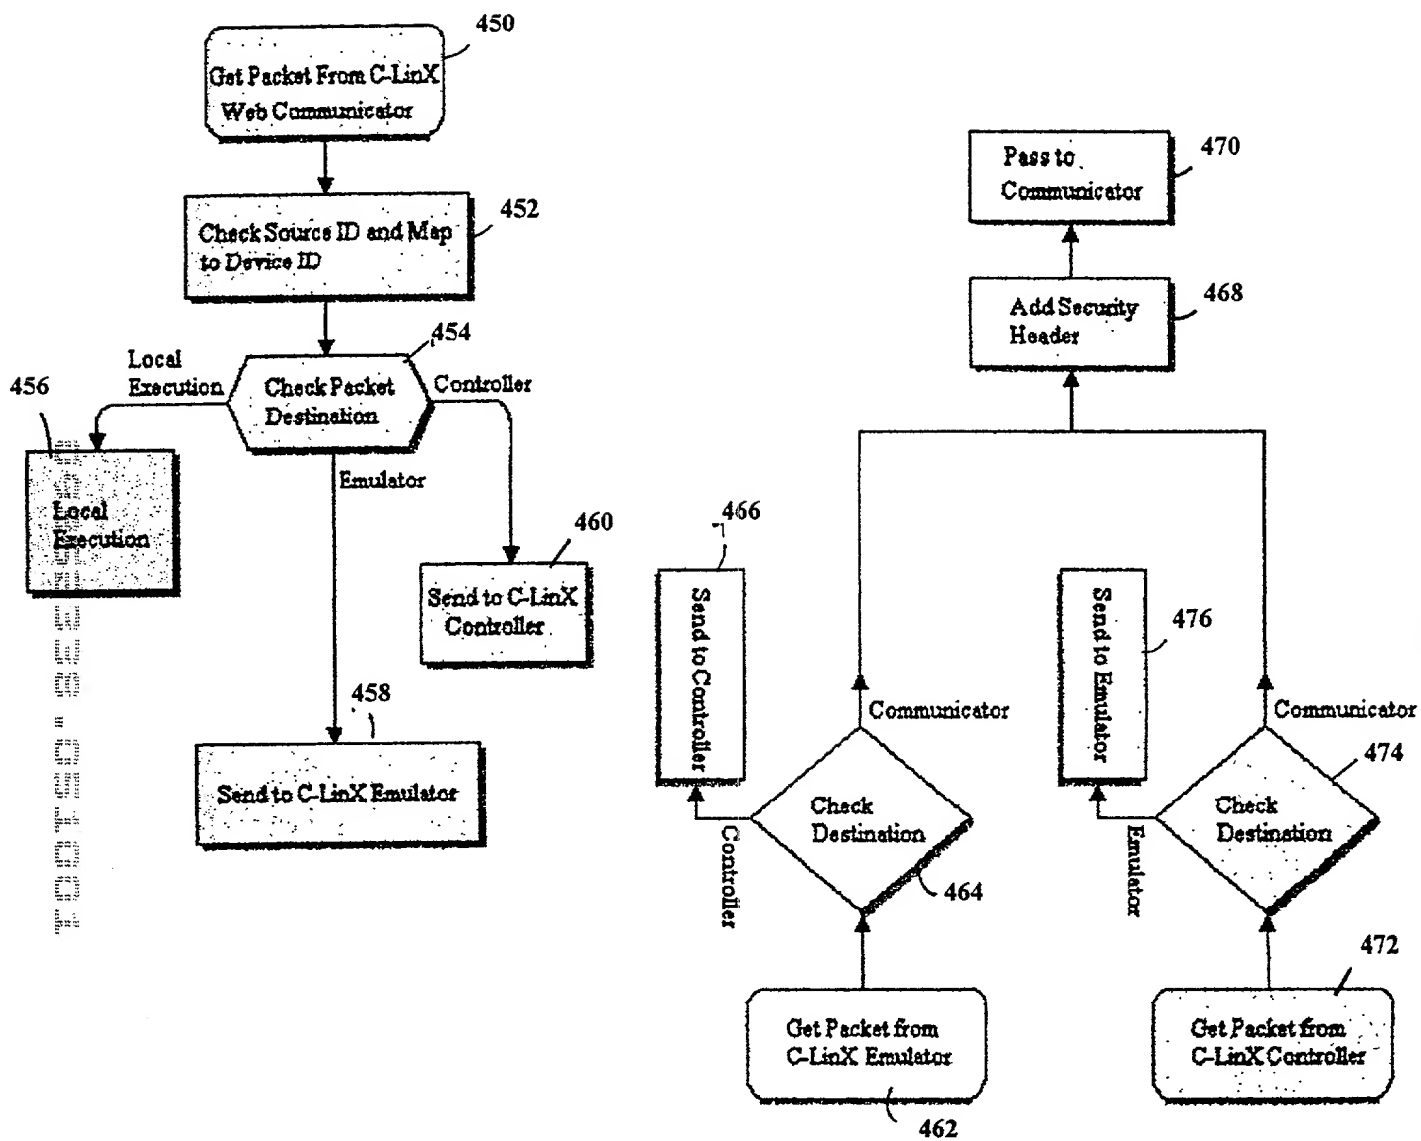 450
Get Packet From C-LinX
Web Communicator
452
Check Source ID and Map
to Device ID
454
Local
Execution
Check Packet
Destination
Controller
456
Local
Execution
Emulator
460
Send to C-LinX
Controller
458
Send to C-LinX Emulator
470
Pass to
Communicator
468
Add Security
Header
466
Send to Controller
476
Send to Emulator
Communicator
Communicator
474
Check
Destination
Check
Destination
Controller
Emulator
464
472
Get Packet from
C-LinX Emulator
Get Packet from
C-LinX Controller
462